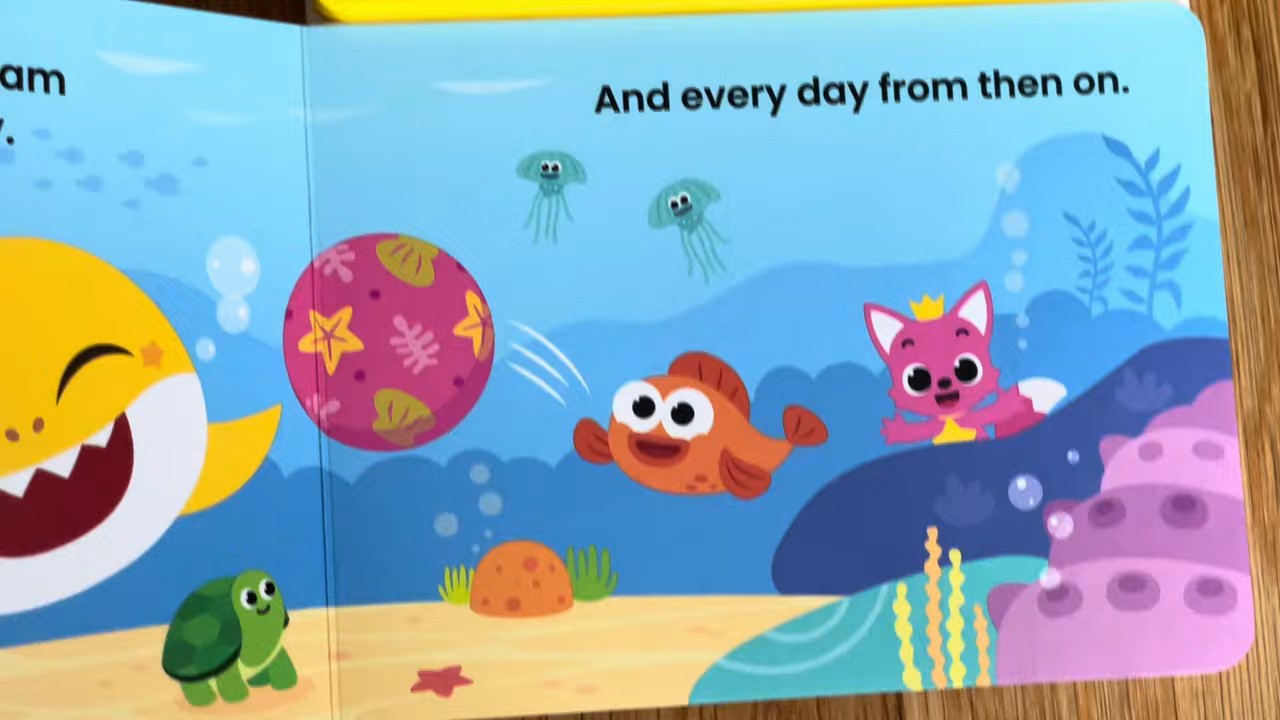 am
.
And every day from then on.